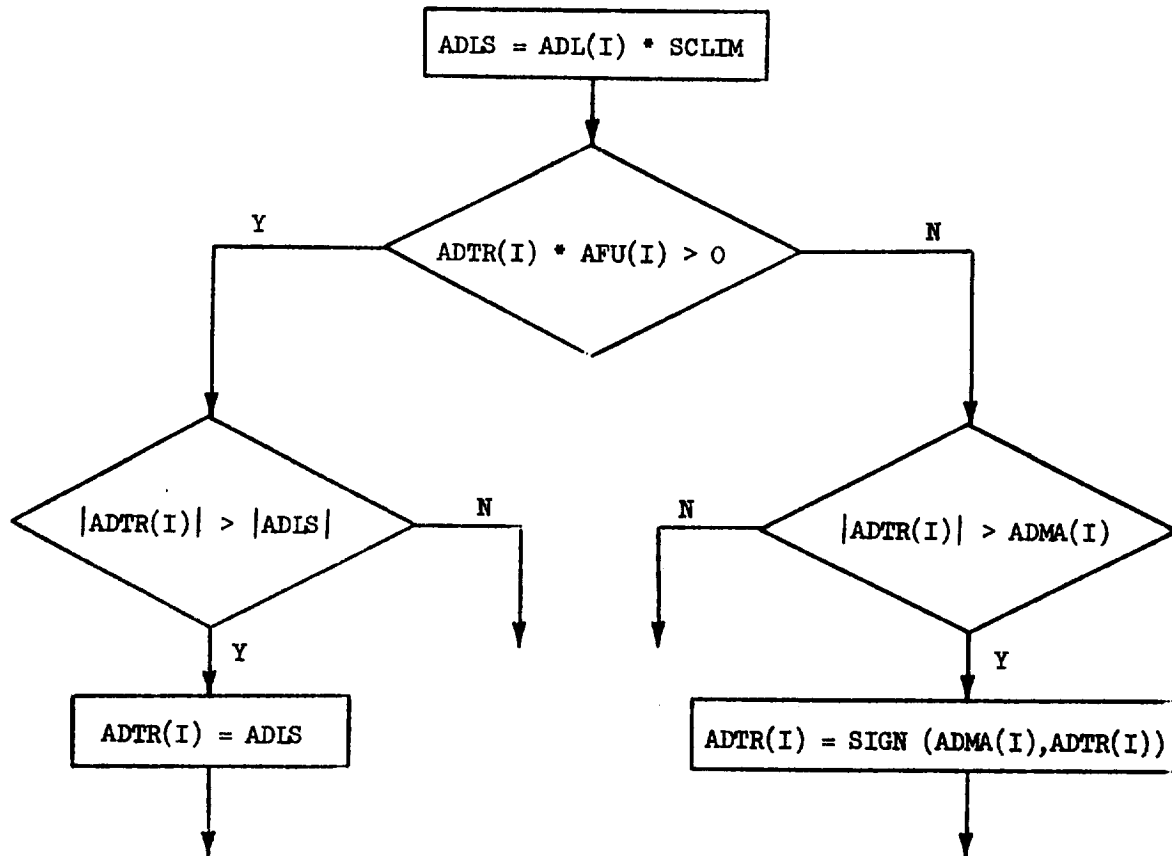 ADLS = ADL(I) * SCLIM
Y
N
ADTR(I) * AFU(I) > 0
|ADTR(I)| > |ADLS|
N
N
|ADTR(I)| > ADMA(I)
Y
Y
ADTR(I) = ADLS
ADTR(I) = SIGN (ADMA(I),ADTR(I))